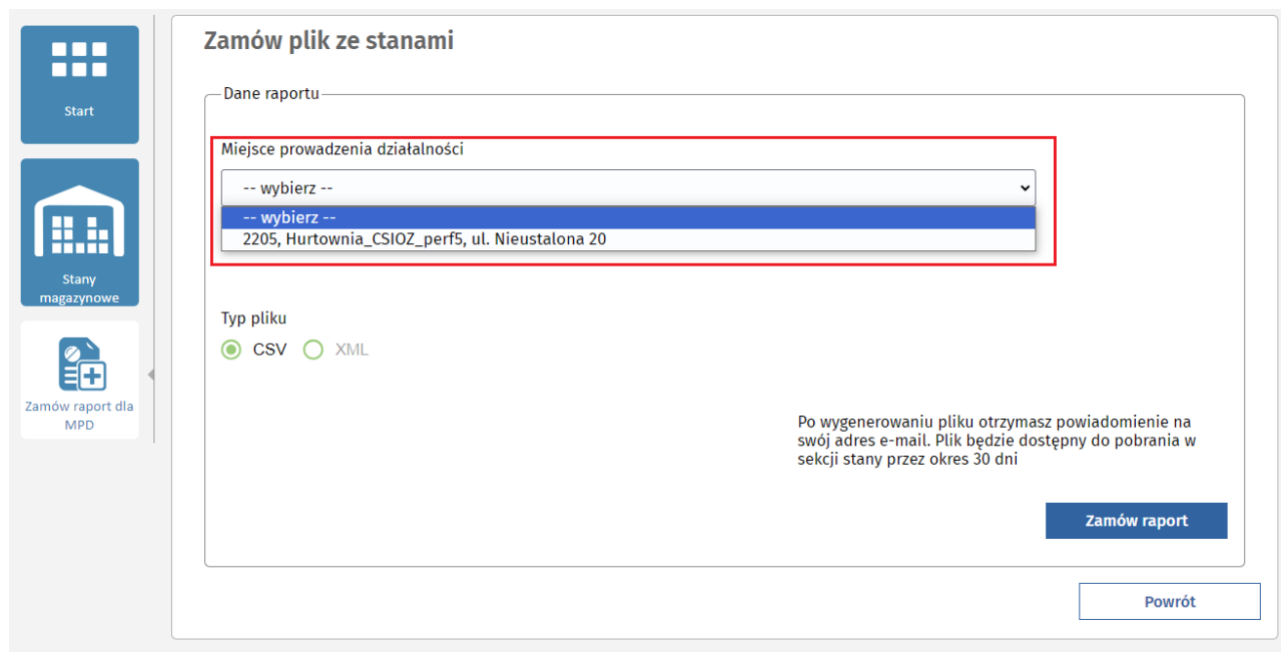 Start
Stany
magazynowe
Zamów raport dla
MPD
Zamów plik ze stanami
Dane raportu
Miejsce prowadzenia działalności
-- wybierz --
-- wybierz --
2205, Hurtownia_CSIOZ_perf5, ul. Nieustalona 20
Typ pliku
CSV XML
Po wygenerowaniu pliku otrzymasz powiadomienie na
swój adres e-mail. Plik będzie dostępny do pobrania w
sekcji stany przez okres 30 dni
Zamów raport
Powrót